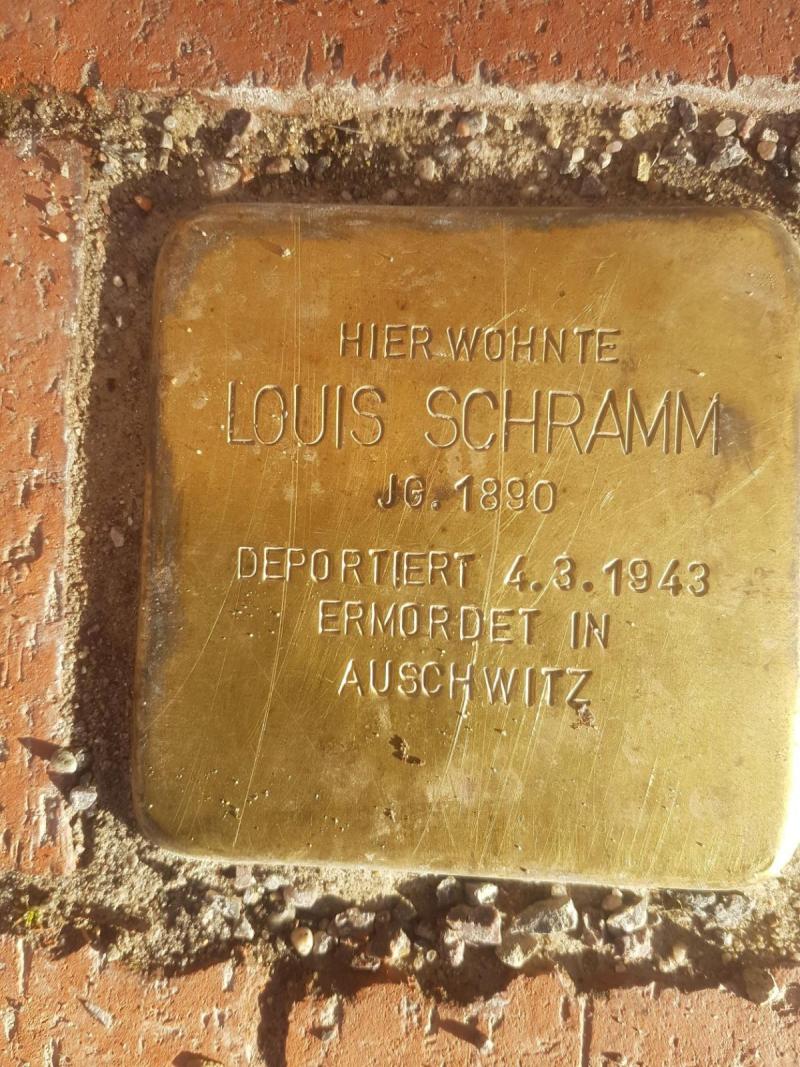 HIER WOHNTE
LOUIS SCHRAMM
JG. 1890
DEPORTIERT 4.3.1943
ERMORDET IN
AUSCHWITZ